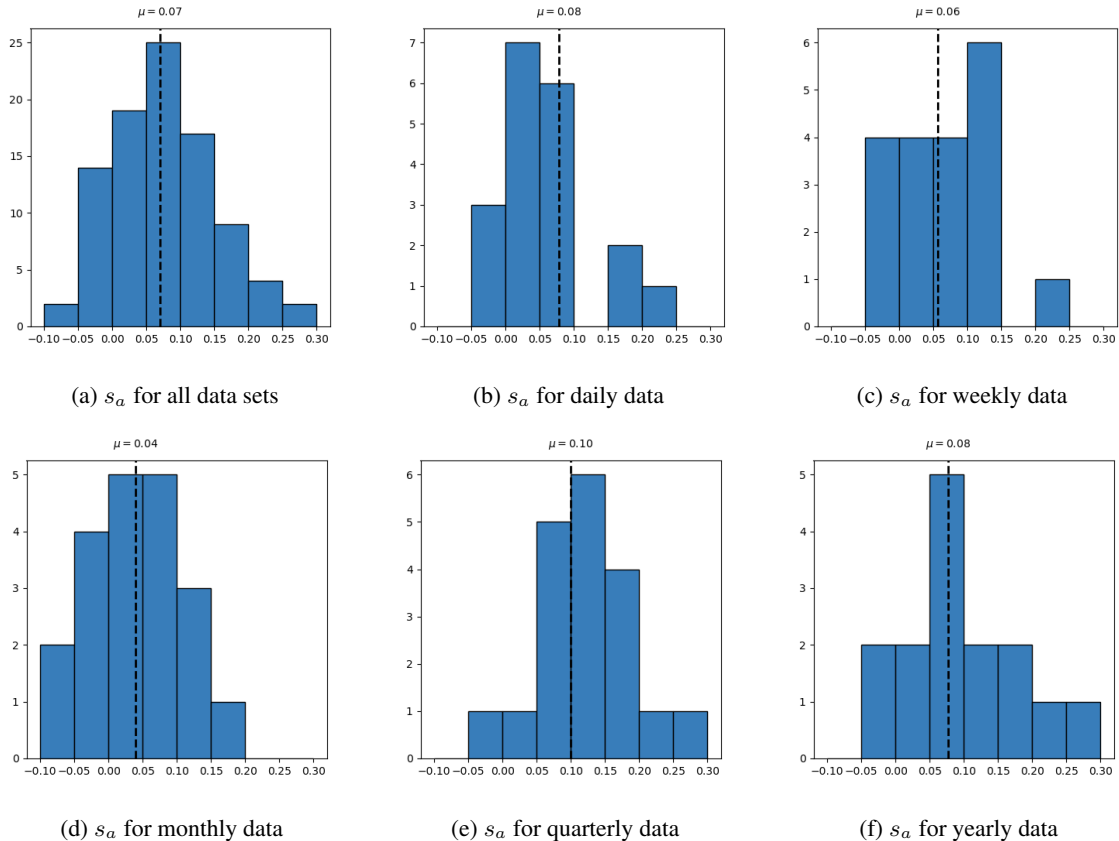 μ = 0.07
25
20
15
10
5
0
−0.10 −0.05 0.00 0.05 0.10 0.15 0.20 0.25 0.30
(a) s_a for all data sets
μ = 0.08
7
6
5
4
3
2
1
0
−0.10 −0.05 0.00 0.05 0.10 0.15 0.20 0.25 0.30
(b) s_a for daily data
μ = 0.06
6
5
4
3
2
1
0
−0.10 −0.05 0.00 0.05 0.10 0.15 0.20 0.25 0.30
(c) s_a for weekly data
μ = 0.04
5
4
3
2
1
0
−0.10 −0.05 0.00 0.05 0.10 0.15 0.20 0.25 0.30
(d) s_a for monthly data
μ = 0.10
6
5
4
3
2
1
0
−0.10 −0.05 0.00 0.05 0.10 0.15 0.20 0.25 0.30
(e) s_a for quarterly data
μ = 0.08
5
4
3
2
1
0
−0.10 −0.05 0.00 0.05 0.10 0.15 0.20 0.25 0.30
(f) s_a for yearly data